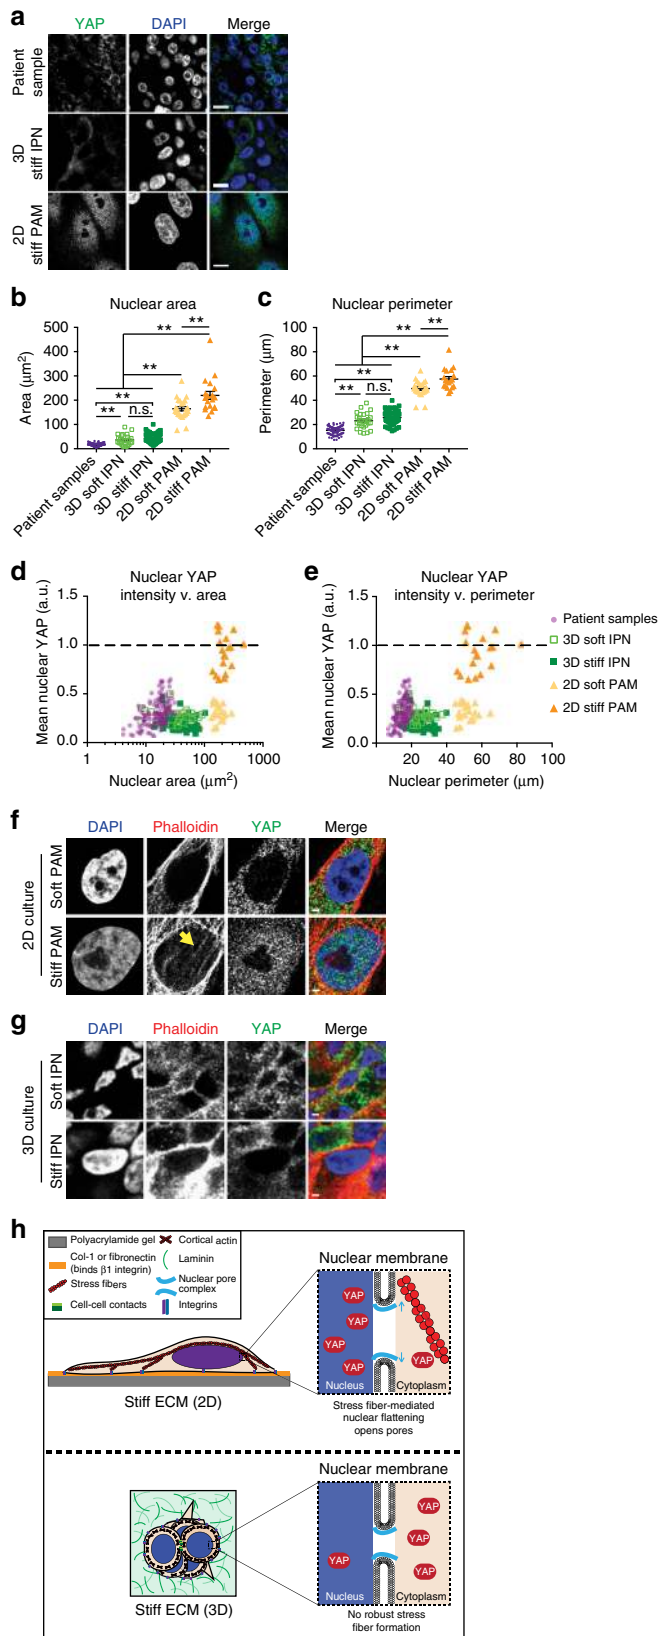 a
YAP DAPI Merge
Patient
sample
3D
stiff IPN
2D
stiff PAM
b
Nuclear area
Area (μm²)
500
400
300
200
100
0
**
**
**
**
**
n.s.
Patient samples
3D soft IPN
3D stiff IPN
2D soft PAM
2D stiff PAM
c
Nuclear perimeter
Perimeter (μm)
100
80
60
40
20
0
**
**
**
**
**
n.s.
Patient samples
3D soft IPN
3D stiff IPN
2D soft PAM
2D stiff PAM
d
Nuclear YAP
intensity v. area
Mean nuclear YAP (a.u.)
1.5
1.0
0.5
0.0
1 10 100 1000
Nuclear area (μm²)
e
Nuclear YAP
intensity v. perimeter
Mean nuclear YAP (a.u.)
1.5
1.0
0.5
0.0
20 40 60 80 100
Nuclear perimeter (μm)
Patient samples
3D soft IPN
3D stiff IPN
2D soft PAM
2D stiff PAM
f
DAPI Phalloidin YAP Merge
2D culture
Soft PAM
Stiff PAM
g
DAPI Phalloidin YAP Merge
3D culture
Soft IPN
Stiff IPN
h
Polyacrylamide gel
Col-1 or fibronectin
(binds β1 integrin)
Stress fibers
Cell-cell contacts
Cortical actin
Laminin
Nuclear pore
complex
Integrins
Stiff ECM (2D)
Nuclear membrane
YAP
YAP
YAP
YAP
YAP
Nucleus Cytoplasm
Stress fiber-mediated
nuclear flattening
opens pores
Stiff ECM (3D)
Nuclear membrane
YAP
YAP
YAP
YAP
Nucleus Cytoplasm
No robust stress
fiber formation